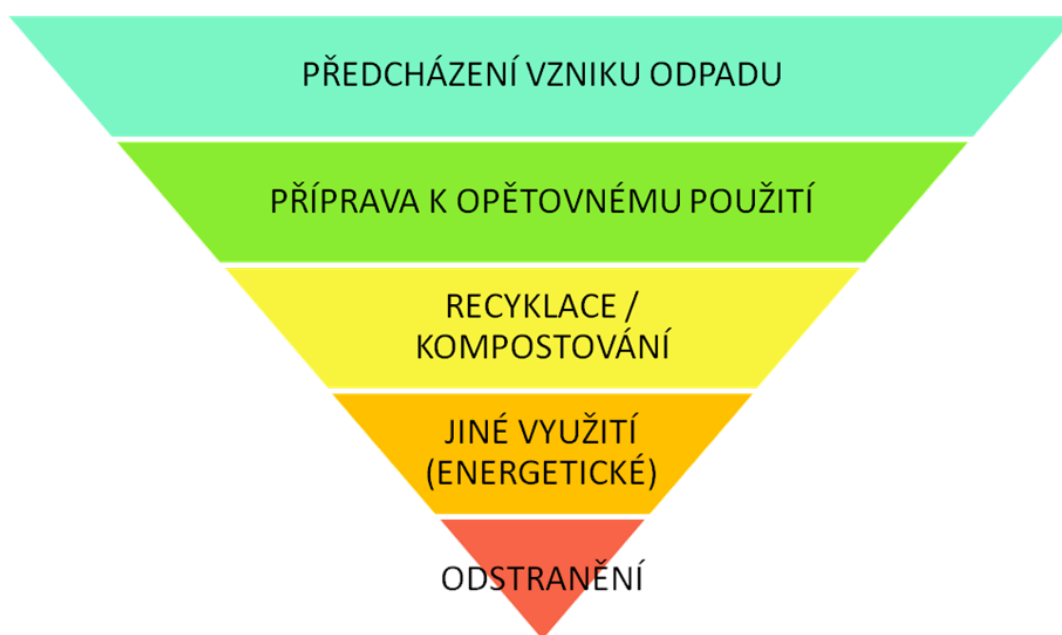 PŘEDCHÁZENÍ VZNIKU ODPADU
PŘÍPRAVA K OPĚTOVNÉMU POUŽITÍ
RECYKLACE /
KOMPOSTOVÁNÍ
JINÉ VYUŽITÍ
(ENERGETICKÉ)
ODSTRANĚNÍ